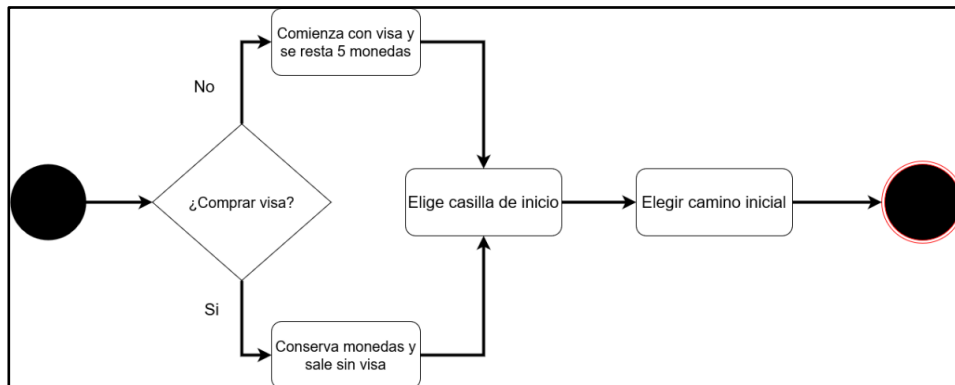 Comienza con visa y
se resta 5 monedas
No
¿Comprar visa?
Elige casilla de inicio
Elegir camino inicial
Si
Conserva monedas y
sale sin visa